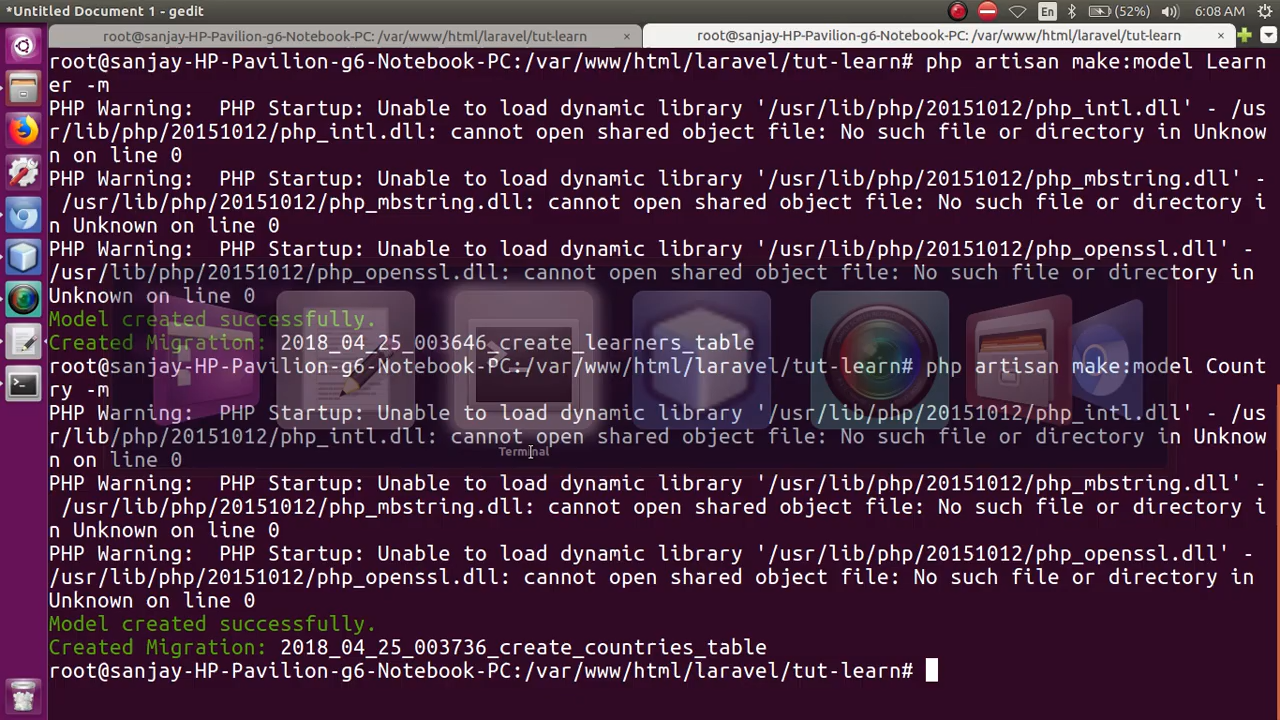 *Untitled Document 1 - gedit
En
(52%)
6:08 AM
root@sanjay-HP-Pavilion-g6-Notebook-PC: /var/www/html/laravel/tut-learn ×
root@sanjay-HP-Pavilion-g6-Notebook-PC: /var/www/html/laravel/tut-learn ×
root@sanjay-HP-Pavilion-g6-Notebook-PC:/var/www/html/laravel/tut-learn# php artisan make:model Learn
er -m
PHP Warning:  PHP Startup: Unable to load dynamic library '/usr/lib/php/20151012/php_intl.dll' - /us
r/lib/php/20151012/php_intl.dll: cannot open shared object file: No such file or directory in Unknow
n on line 0
PHP Warning:  PHP Startup: Unable to load dynamic library '/usr/lib/php/20151012/php_mbstring.dll' -
 /usr/lib/php/20151012/php_mbstring.dll: cannot open shared object file: No such file or directory i
n Unknown on line 0
PHP Warning:  PHP Startup: Unable to load dynamic library '/usr/lib/php/20151012/php_openssl.dll' -
/usr/lib/php/20151012/php_openssl.dll: cannot open shared object file: No such file or directory in
Unknown on line 0
Model created successfully.
Created Migration: 2018_04_25_003646_create_learners_table
root@sanjay-HP-Pavilion-g6-Notebook-PC:/var/www/html/laravel/tut-learn# php artisan make:model Count
ry -m
PHP Warning:  PHP Startup: Unable to load dynamic library '/usr/lib/php/20151012/php_intl.dll' - /us
r/lib/php/20151012/php_intl.dll: cannot open shared object file: No such file or directory in Unknow
n on line 0
Terminal
PHP Warning:  PHP Startup: Unable to load dynamic library '/usr/lib/php/20151012/php_mbstring.dll' -
 /usr/lib/php/20151012/php_mbstring.dll: cannot open shared object file: No such file or directory i
n Unknown on line 0
PHP Warning:  PHP Startup: Unable to load dynamic library '/usr/lib/php/20151012/php_openssl.dll' -
/usr/lib/php/20151012/php_openssl.dll: cannot open shared object file: No such file or directory in
Unknown on line 0
Model created successfully.
Created Migration: 2018_04_25_003736_create_countries_table
root@sanjay-HP-Pavilion-g6-Notebook-PC:/var/www/html/laravel/tut-learn#